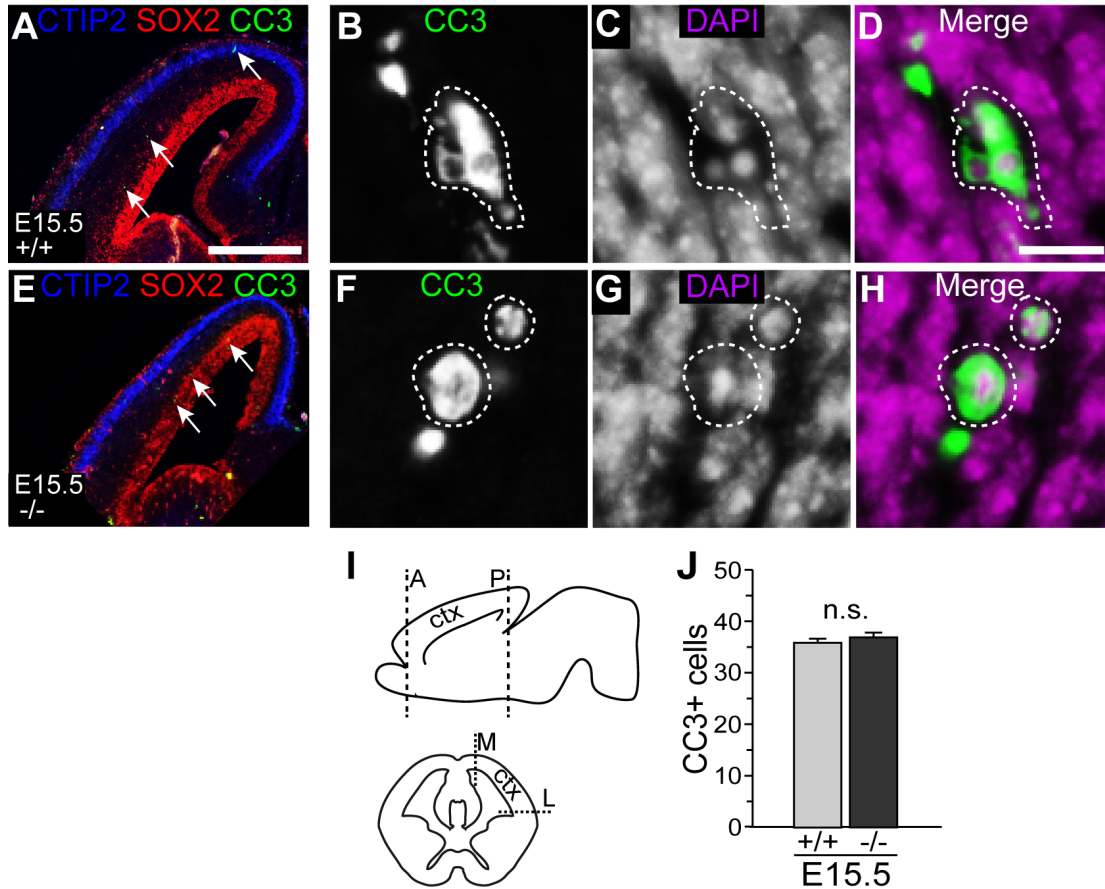 A CTIP2 SOX2 CC3
E15.5
+/+
B CC3
C DAPI
D Merge
E CTIP2 SOX2 CC3
E15.5
-/-
F CC3
G DAPI
H Merge
I
A P
ctx
M
ctx
L
J
n.s.
CC3+ cells
50
40
30
20
10
0
+/+ -/-
E15.5